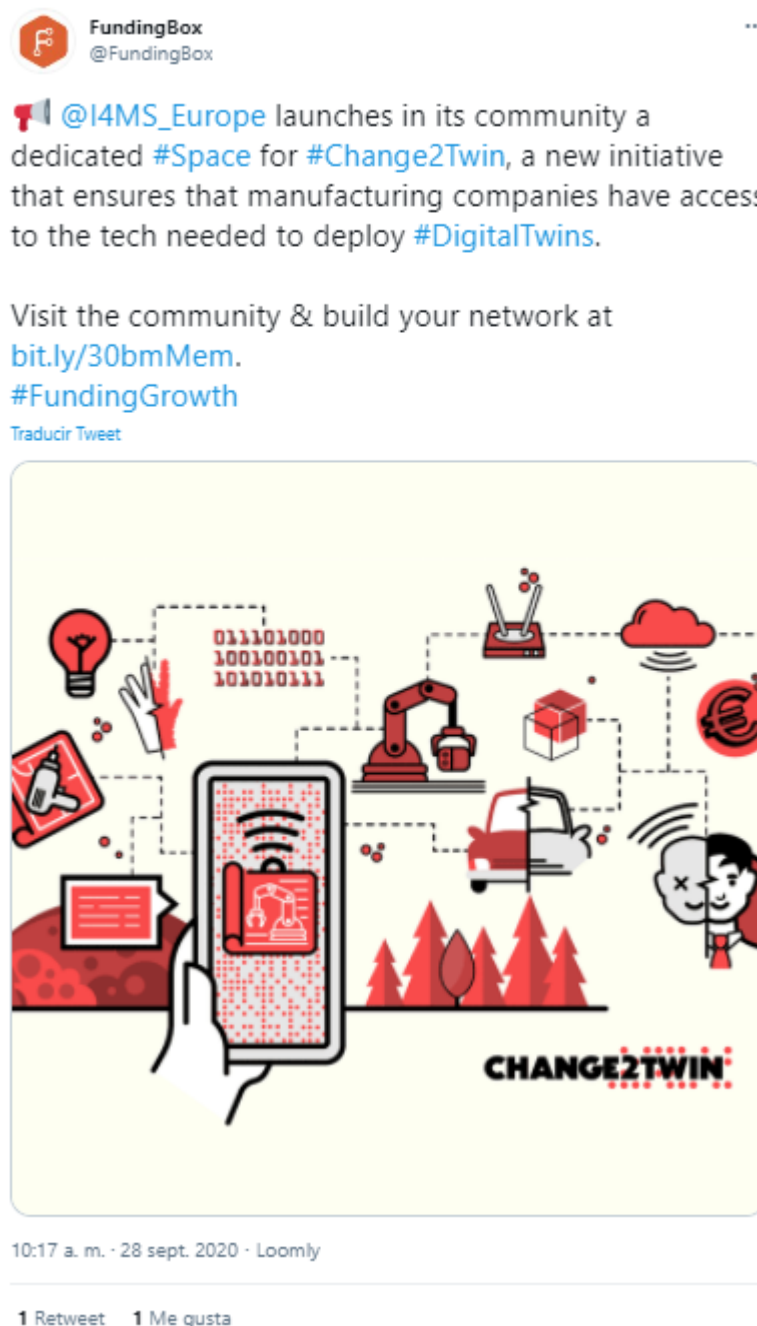 FundingBox
@FundingBox
@I4MS_Europe launches in its community a
dedicated #Space for #Change2Twin, a new initiative
that ensures that manufacturing companies have access
to the tech needed to deploy #DigitalTwins.
Visit the community & build your network at
bit.ly/30bmMem.
#FundingGrowth
Traducir Tweet
011101000
100100101
101010111
CHANGE2TWIN
10:17 a. m. · 28 sept. 2020 · Loomly
1 Retweet 1 Me gusta